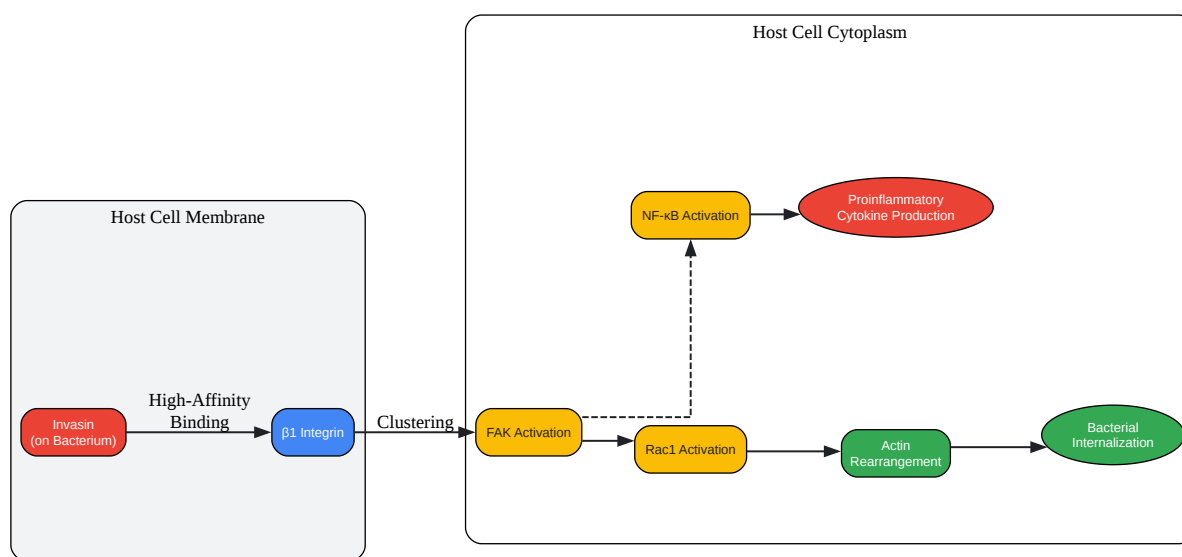 Host Cell Cytoplasm
Host Cell Membrane
NF-κB Activation
Proinflammatory
Cytokine Production
Invasin
(on Bacterium)
High-Affinity
Binding
β1 Integrin
Clustering
FAK Activation
Rac1 Activation
Actin
Rearrangement
Bacterial
Internalization